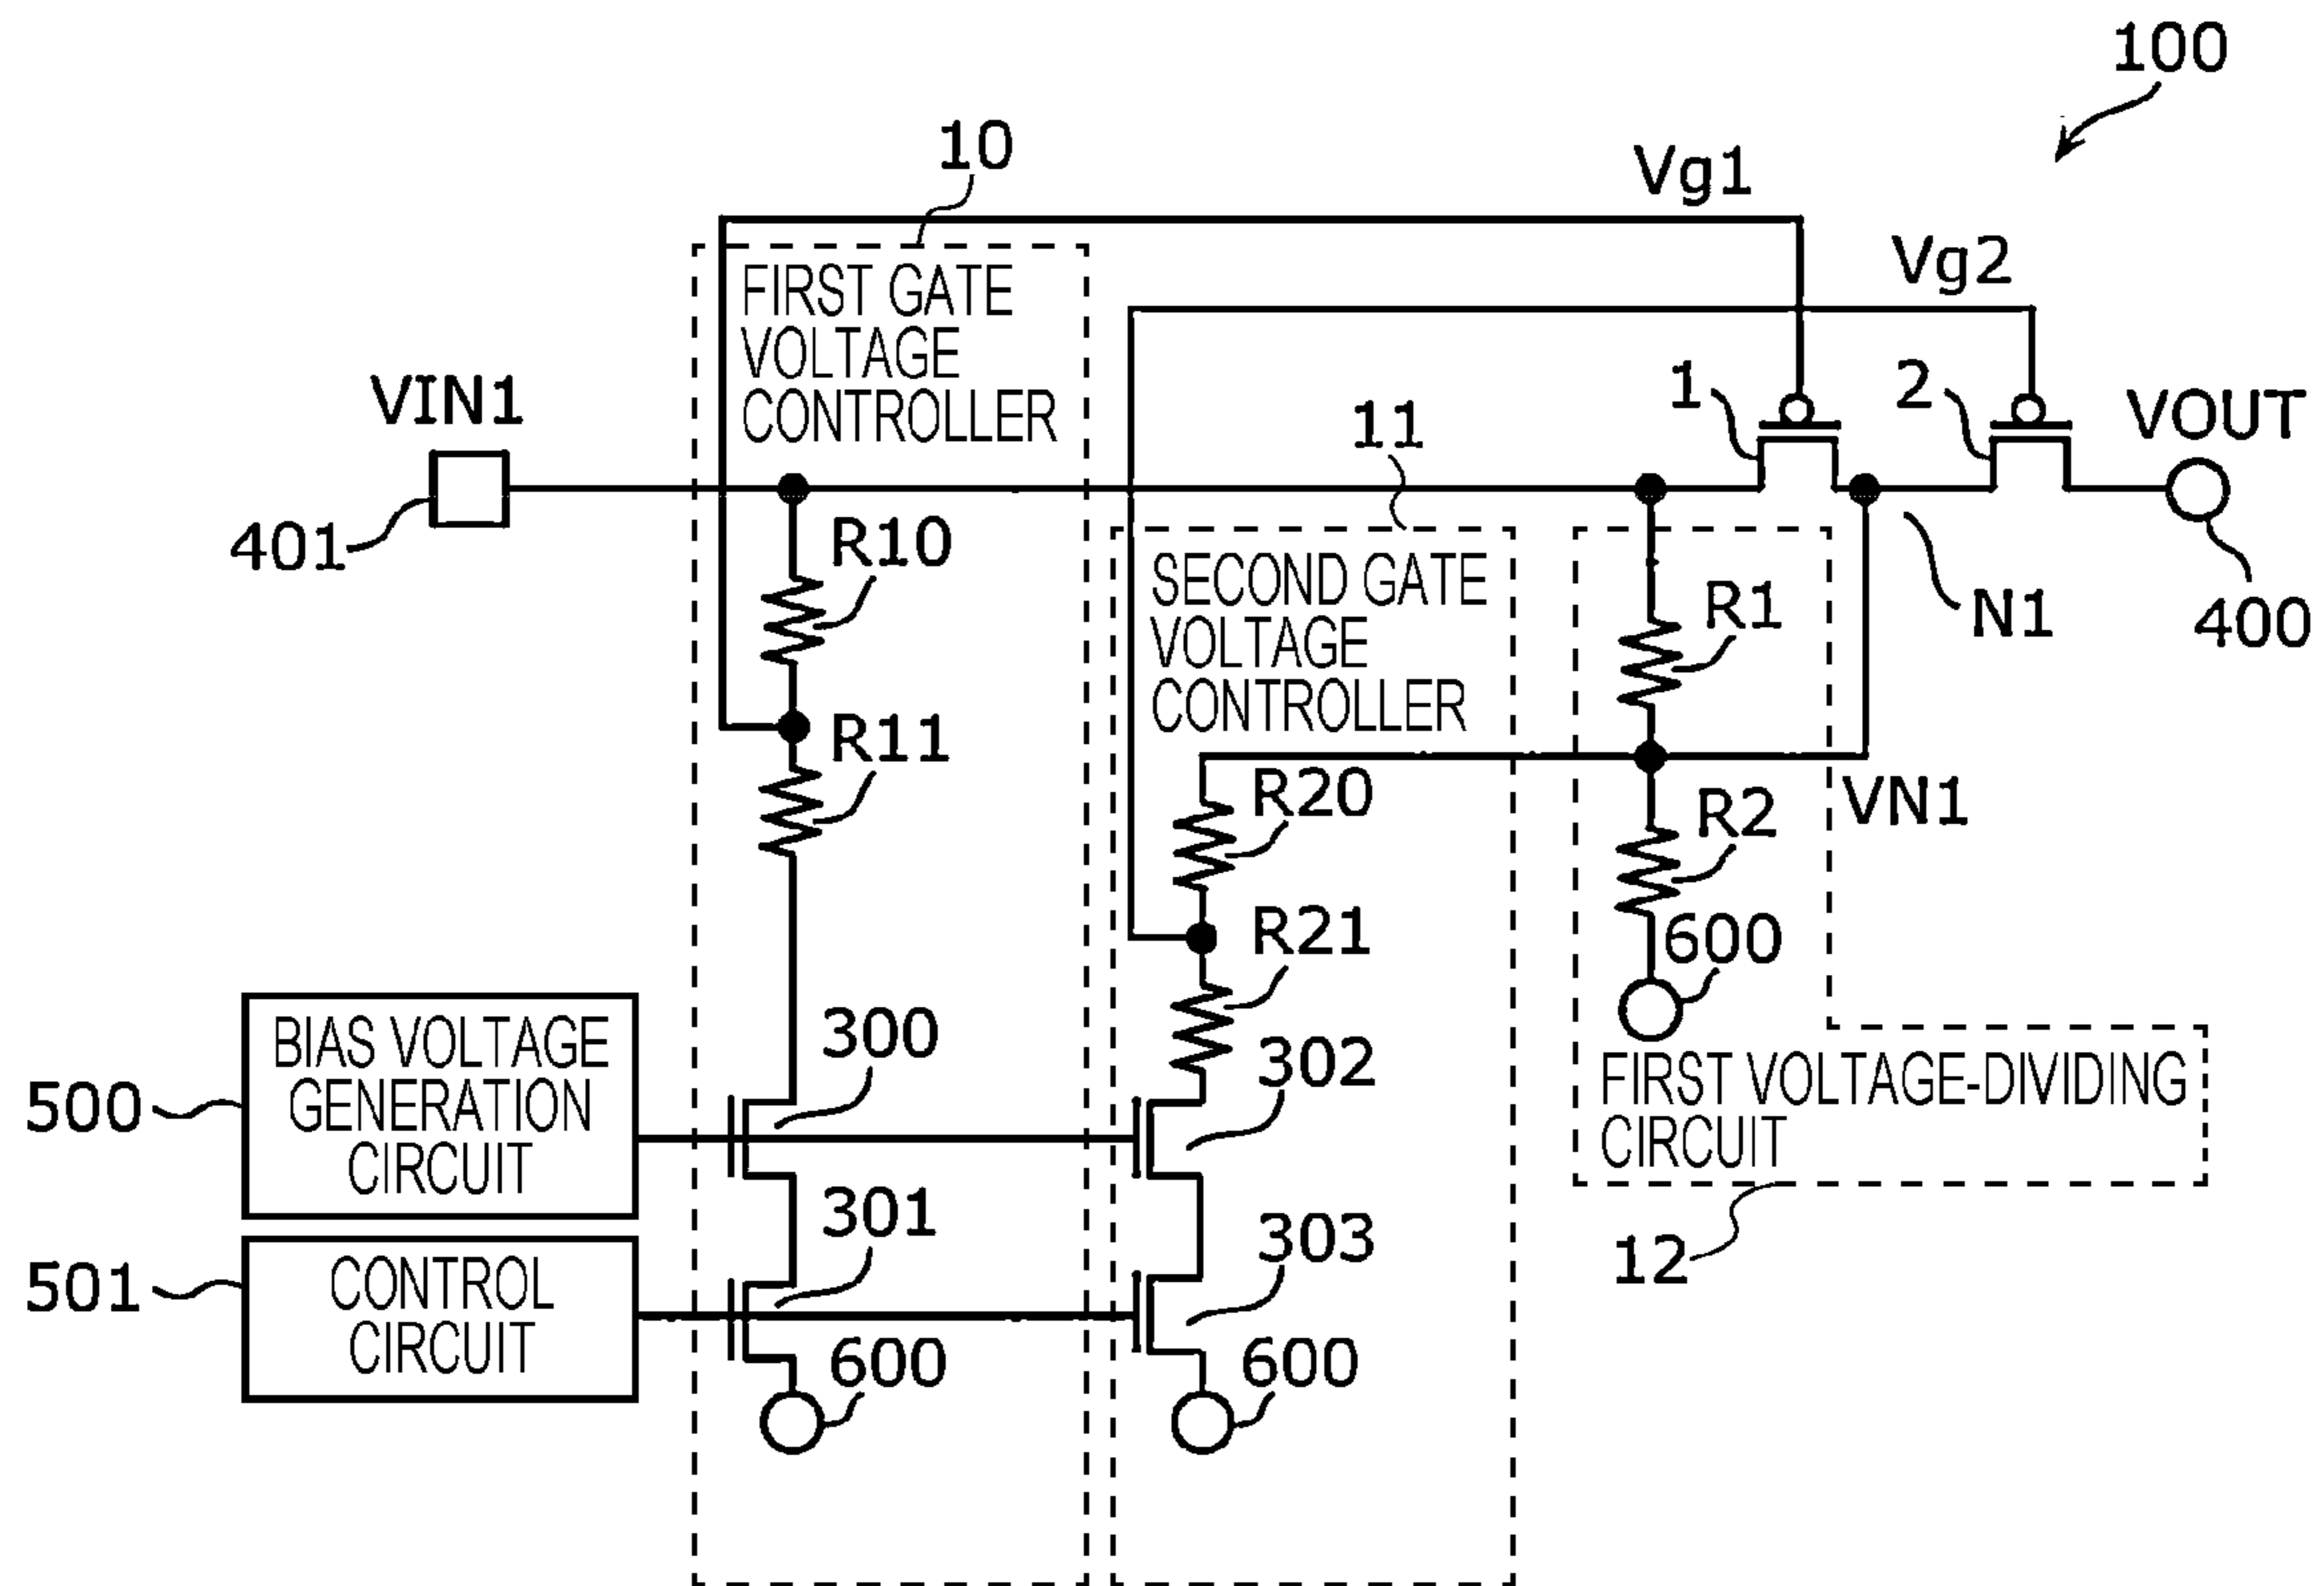 100
10
Vg1
Vg2
FIRST GATE
VOLTAGE
CONTROLLER
VIN1
1
2
VOUT
11
401
R10
SECOND GATE
VOLTAGE
CONTROLLER
R1
N1
400
R11
R20
VN1
R2
R21
600
BIAS VOLTAGE
GENERATION
CIRCUIT
500
300
302
FIRST VOLTAGE-DIVIDING
CIRCUIT
301
303
12
CONTROL
CIRCUIT
501
600
600